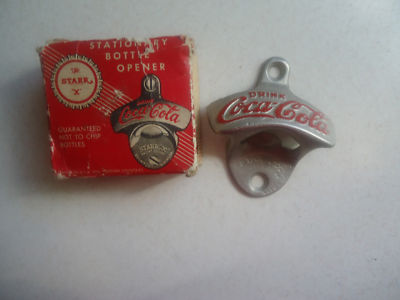 STATIONARY
BOTTLE
OPENER
THE
STARR
"X"
Coca-Cola
GUARANTEED
NOT TO CHIP
BOTTLES
DRINK
Coca-Cola